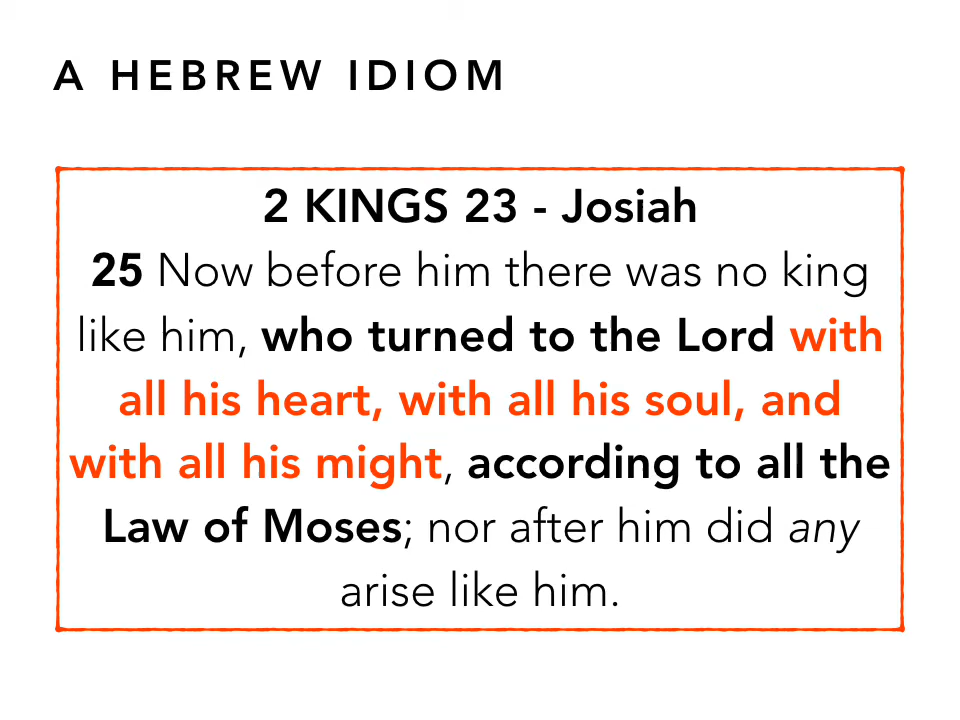 A HEBREW IDIOM
2 KINGS 23 - Josiah
25 Now before him there was no king
like him, who turned to the Lord with
all his heart, with all his soul, and
with all his might, according to all the
Law of Moses; nor after him did any
arise like him.